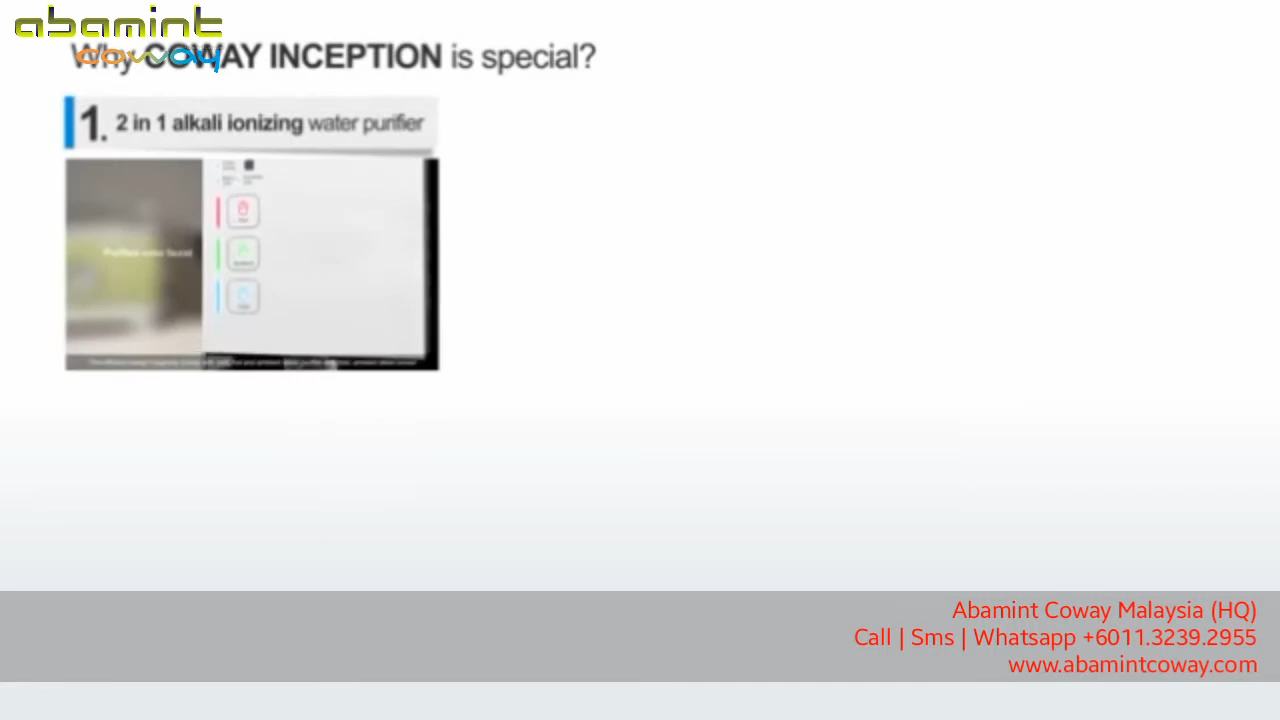 abamint
coway
Why COWAY INCEPTION is special?
1. 2 in 1 alkali ionizing water purifier
Abamint Coway Malaysia (HQ)
Call | Sms | Whatsapp +6011.3239.2955
www.abamintcoway.com